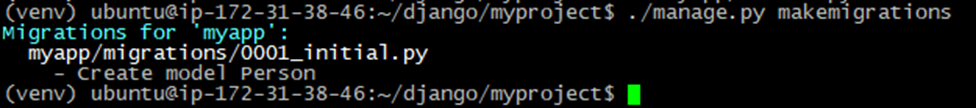 (venv) ubuntu@ip-172-31-38-46:~/django/myproject$ ./manage.py makemigrations
Migrations for 'myapp':
  myapp/migrations/0001_initial.py
    - Create model Person
(venv) ubuntu@ip-172-31-38-46:~/django/myproject$